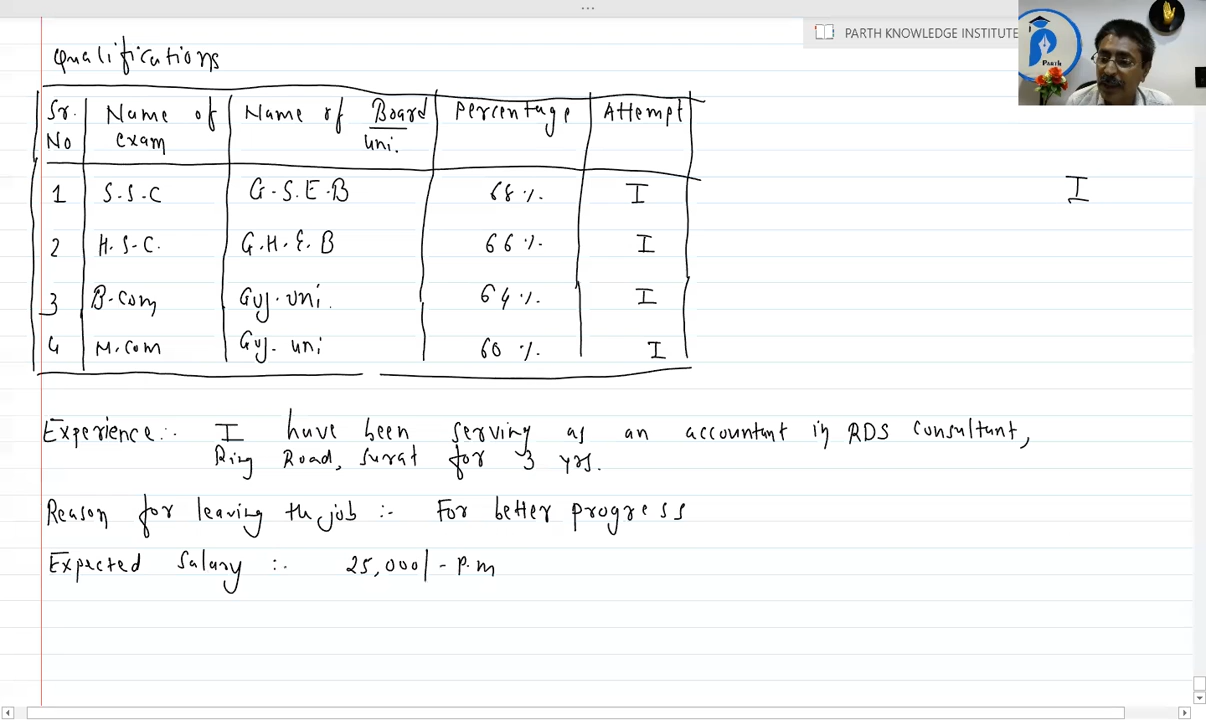 PARTH KNOWLEDGE INSTITUTE
Parth
Qualifications
Sr. No Name of exam Name of Board Uni. Percentage Attempt
1 S.S.C G.S.E.B 68 % I
I
2 H.S.C. G.H.E.B 66 % I
3 B.com Guj. uni. 64 % I
4 M.com Guj. uni 60 % I
Experience :- I have been serving as an accountant in RDS consultant,
Ring Road, Surat for 3 yrs.
Reason for leaving the job :- For better progress
Expected Salary :- 25,000/- P.m